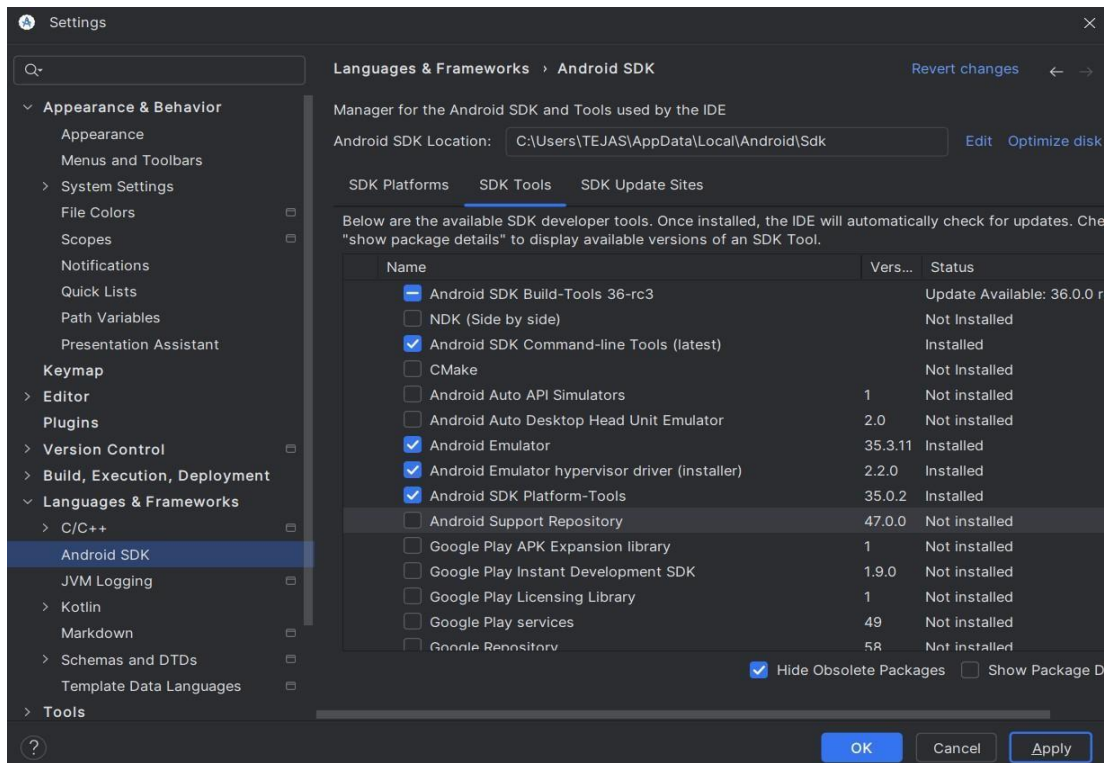 Settings
Languages & Frameworks › Android SDK
Revert changes
Manager for the Android SDK and Tools used by the IDE
Android SDK Location: C:\Users\TEJAS\AppData\Local\Android\Sdk Edit Optimize disk
Appearance & Behavior
Appearance
Menus and Toolbars
System Settings
File Colors
Scopes
Notifications
Quick Lists
Path Variables
Presentation Assistant
Keymap
Editor
Plugins
Version Control
Build, Execution, Deployment
Languages & Frameworks
C/C++
Android SDK
JVM Logging
Kotlin
Markdown
Schemas and DTDs
Template Data Languages
Tools
SDK Platforms SDK Tools SDK Update Sites
Below are the available SDK developer tools. Once installed, the IDE will automatically check for updates. Che
"show package details" to display available versions of an SDK Tool.
Name Vers... Status
Android SDK Build-Tools 36-rc3 Update Available: 36.0.0 r
NDK (Side by side) Not Installed
Android SDK Command-line Tools (latest) Installed
CMake Not Installed
Android Auto API Simulators 1 Not installed
Android Auto Desktop Head Unit Emulator 2.0 Not installed
Android Emulator 35.3.11 Installed
Android Emulator hypervisor driver (installer) 2.2.0 Installed
Android SDK Platform-Tools 35.0.2 Installed
Android Support Repository 47.0.0 Not installed
Google Play APK Expansion library 1 Not installed
Google Play Instant Development SDK 1.9.0 Not installed
Google Play Licensing Library 1 Not installed
Google Play services 49 Not installed
Google Repository 58 Not installed
Hide Obsolete Packages Show Package D
? OK Cancel Apply